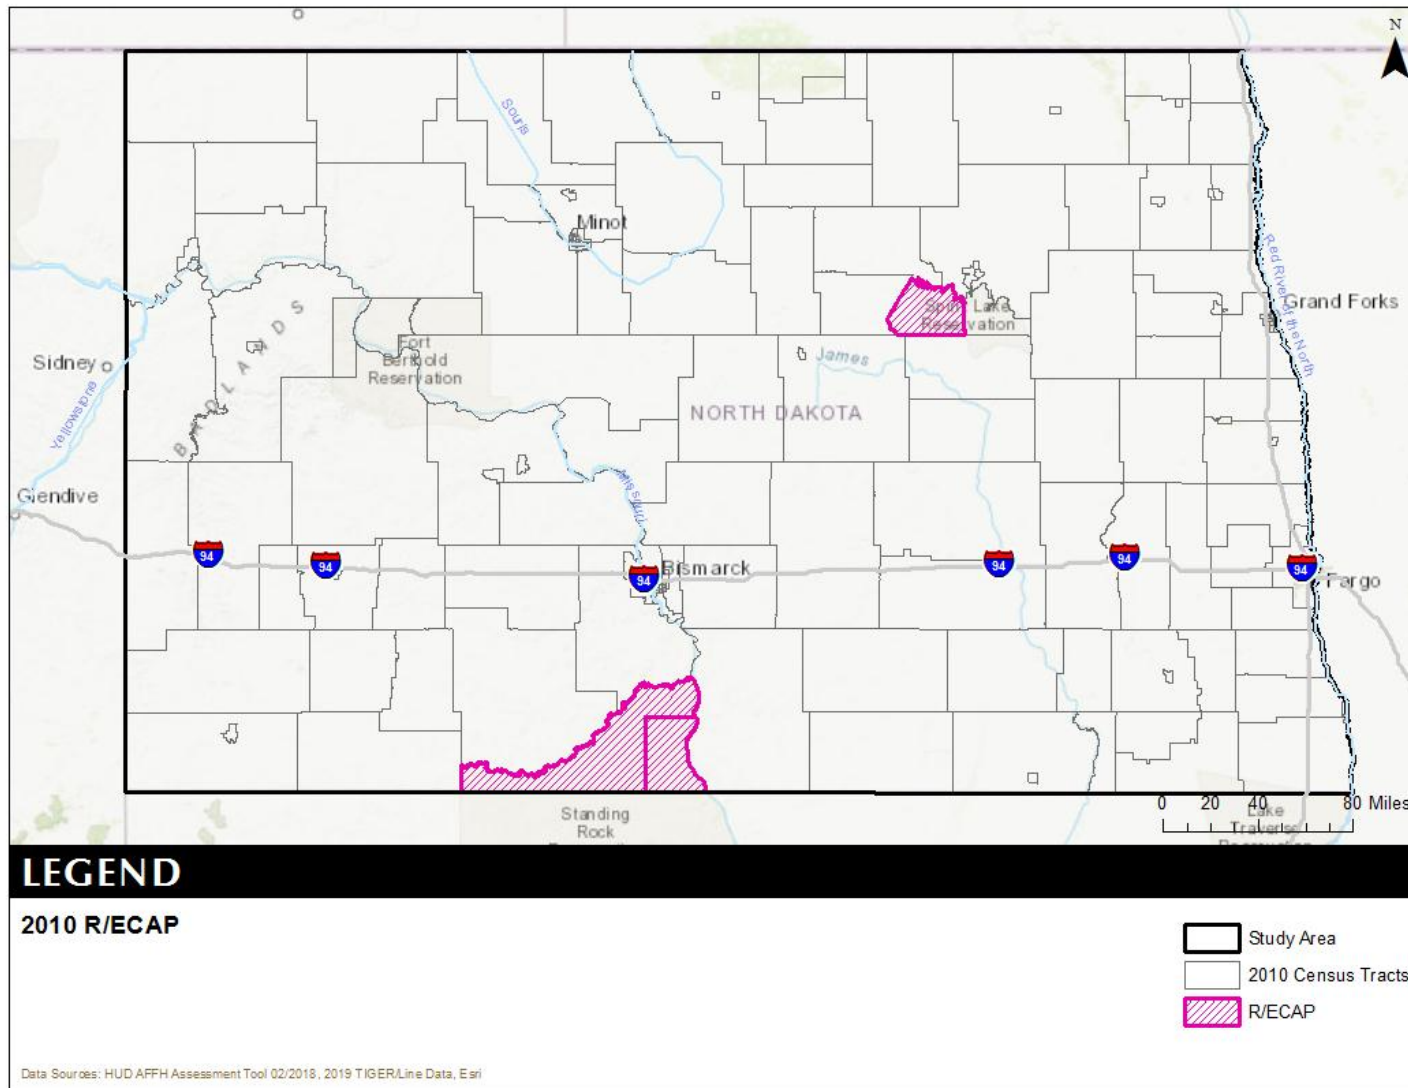 N
Souris
Minot
Red River of the North
Grand Forks
Spirit Lake
Reservation
BADLANDS
Fort
Berthold
Reservation
Sidney
Yellowstone
James
NORTH DAKOTA
Glendive
Missouri
94
94
94
Bismarck
94
94
94
Fargo
Standing
Rock
0 20 40 80 Miles
Lake
Traverse
LEGEND
2010 R/ECAP
Study Area
2010 Census Tracts
R/ECAP
Data Sources: HUD AFFH Assessment Tool 02/2018, 2019 TIGER/Line Data, Esri